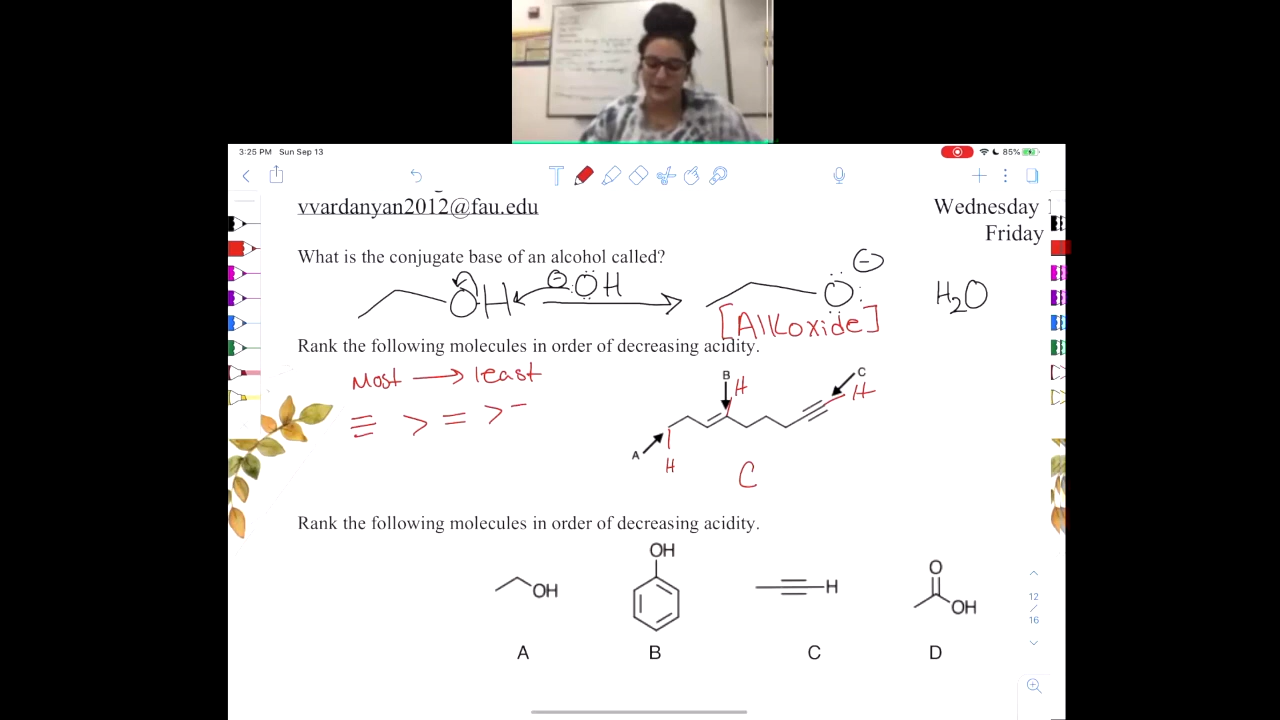 3:25 PM Sun Sep 13 85%
T
vvardanyan2012@fau.edu Wednesday
Friday
What is the conjugate base of an alcohol called?
OH ⊖ :ÖH O ⊖ H₂O
[Alkoxide]
Rank the following molecules in order of decreasing acidity.
Most → least
≡ > = > -
B H C H
A H
C
Rank the following molecules in order of decreasing acidity.
OH OH H O OH
A B C D
12
/
16